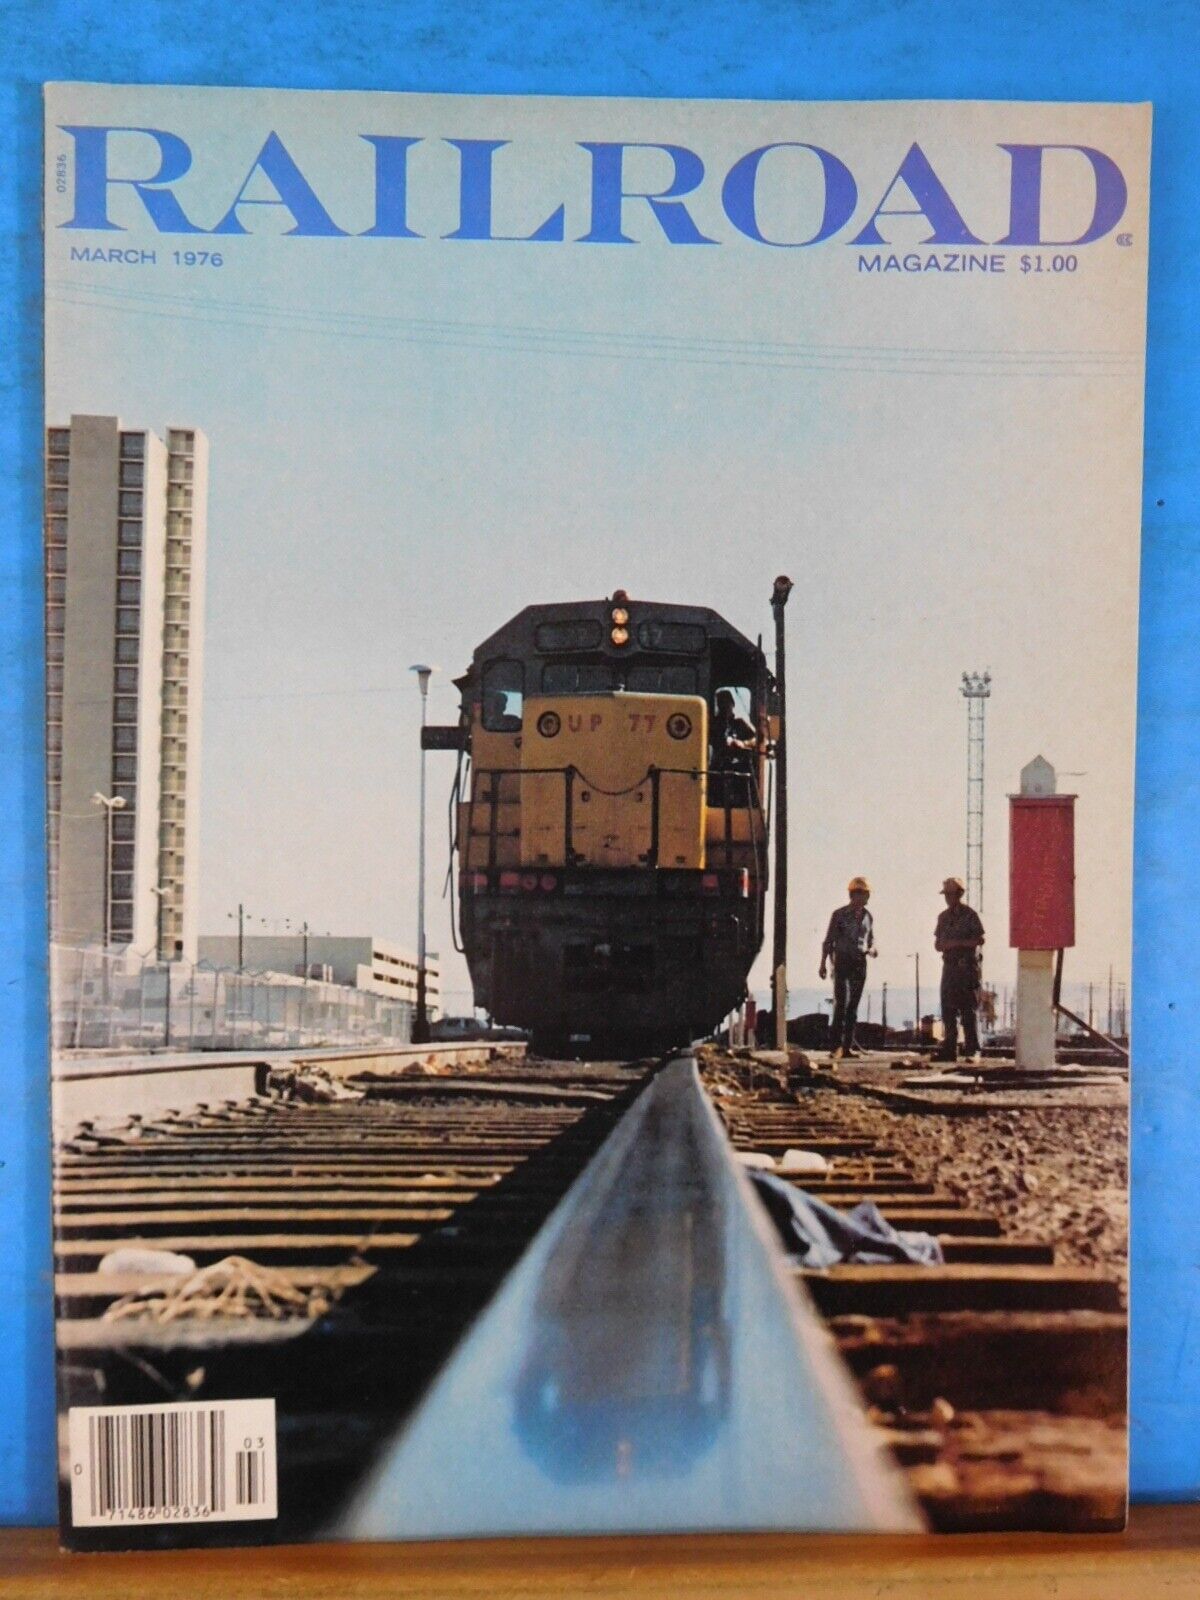 RAILROAD
02836
MARCH 1976
MAGAZINE $1.00
UP 77
03
0
71486 02836